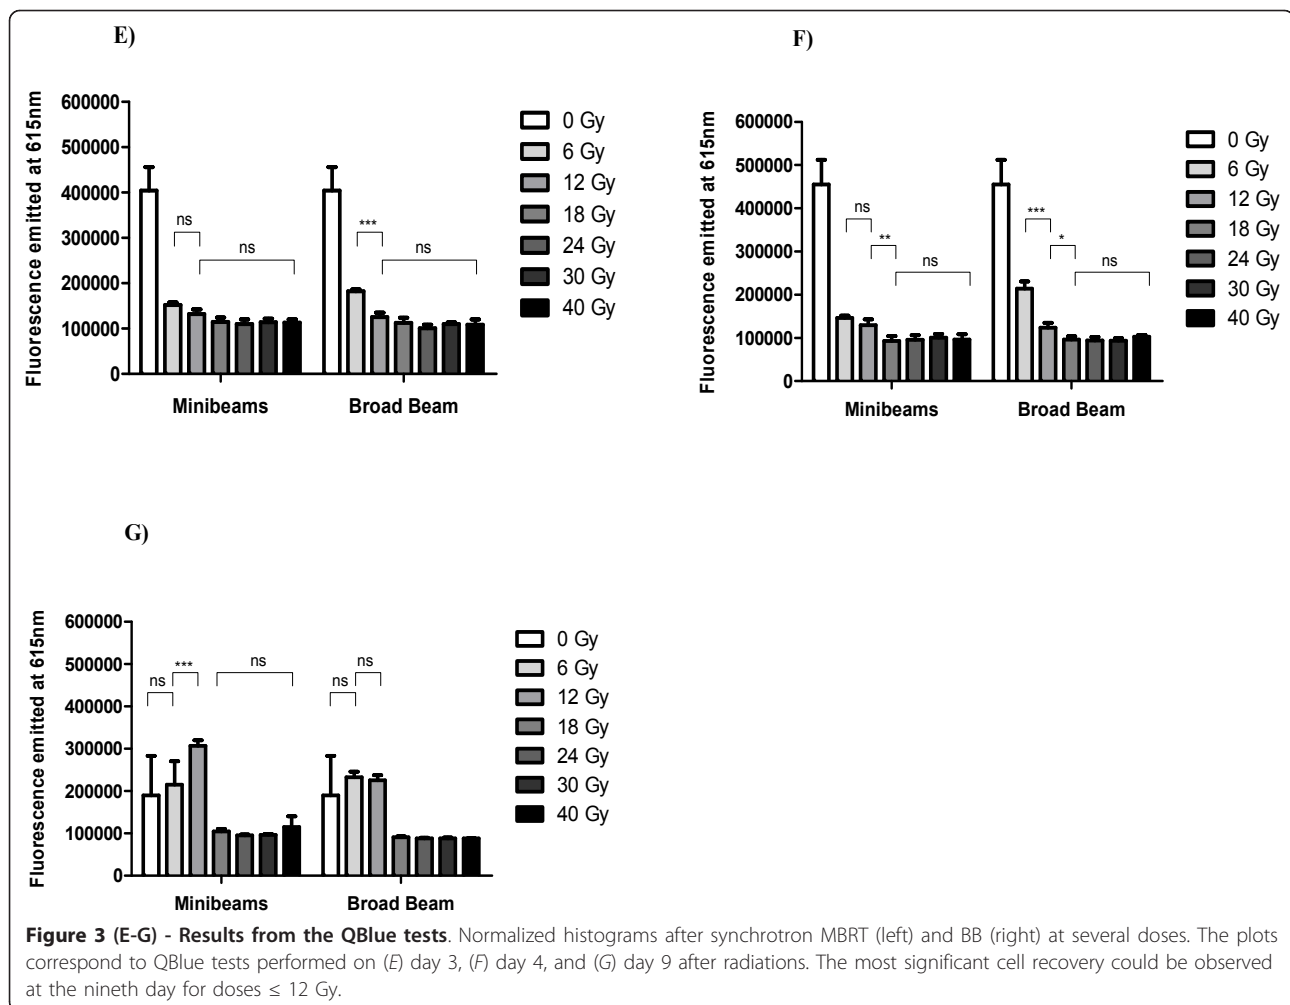 E)
Fluorescence emitted at 615nm
600000
500000
400000
300000
200000
100000
0
ns
ns
***
ns
Minibeams
Broad Beam
0 Gy
6 Gy
12 Gy
18 Gy
24 Gy
30 Gy
40 Gy
F)
Fluorescence emitted at 615nm
600000
500000
400000
300000
200000
100000
0
ns
**
ns
***
*
ns
Minibeams
Broad Beam
0 Gy
6 Gy
12 Gy
18 Gy
24 Gy
30 Gy
40 Gy
G)
Fluorescence emitted at 615nm
600000
500000
400000
300000
200000
100000
0
ns
***
ns
ns
ns
Minibeams
Broad Beam
0 Gy
6 Gy
12 Gy
18 Gy
24 Gy
30 Gy
40 Gy
Figure 3 (E-G) - Results from the QBlue tests. Normalized histograms after synchrotron MBRT (left) and BB (right) at several doses. The plots
correspond to QBlue tests performed on (E) day 3, (F) day 4, and (G) day 9 after radiations. The most significant cell recovery could be observed
at the nineth day for doses ≤ 12 Gy.